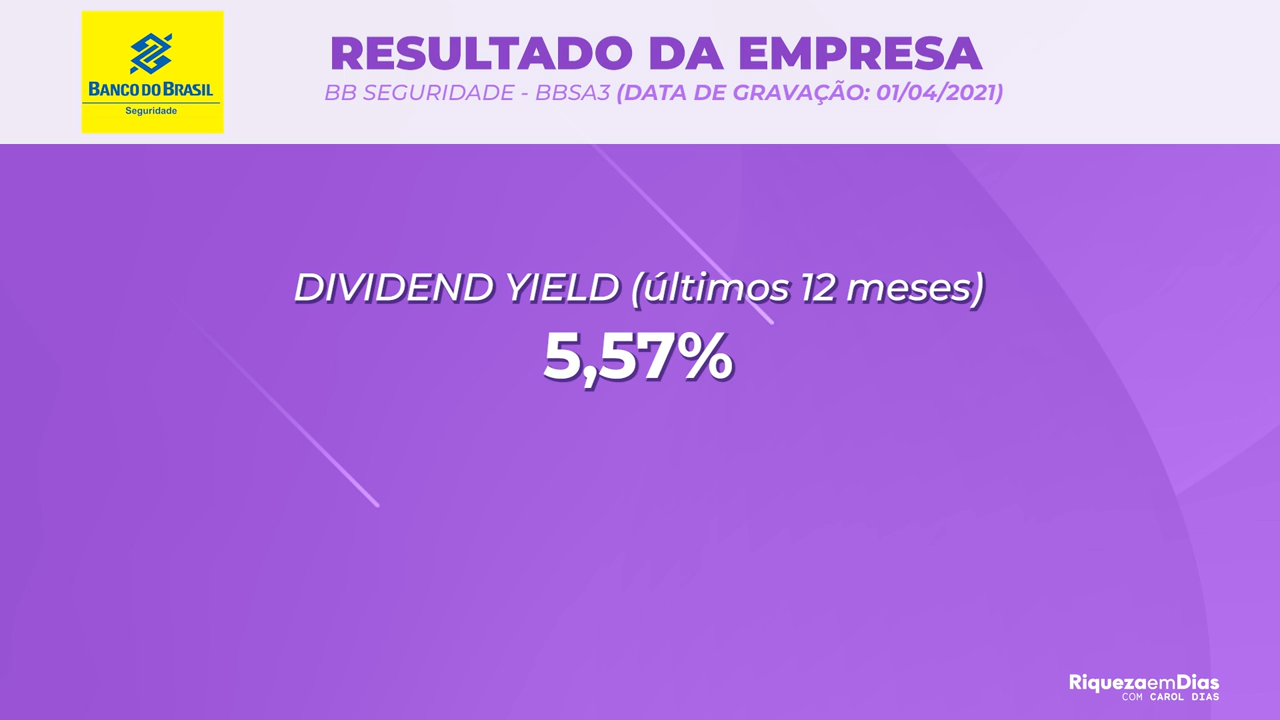 BANCO DO BRASIL
Seguridade
RESULTADO DA EMPRESA
BB SEGURIDADE - BBSA3 (DATA DE GRAVAÇÃO: 01/04/2021)
DIVIDEND YIELD (últimos 12 meses)
5,57%
RiquezaemDias
COM CAROL DIAS